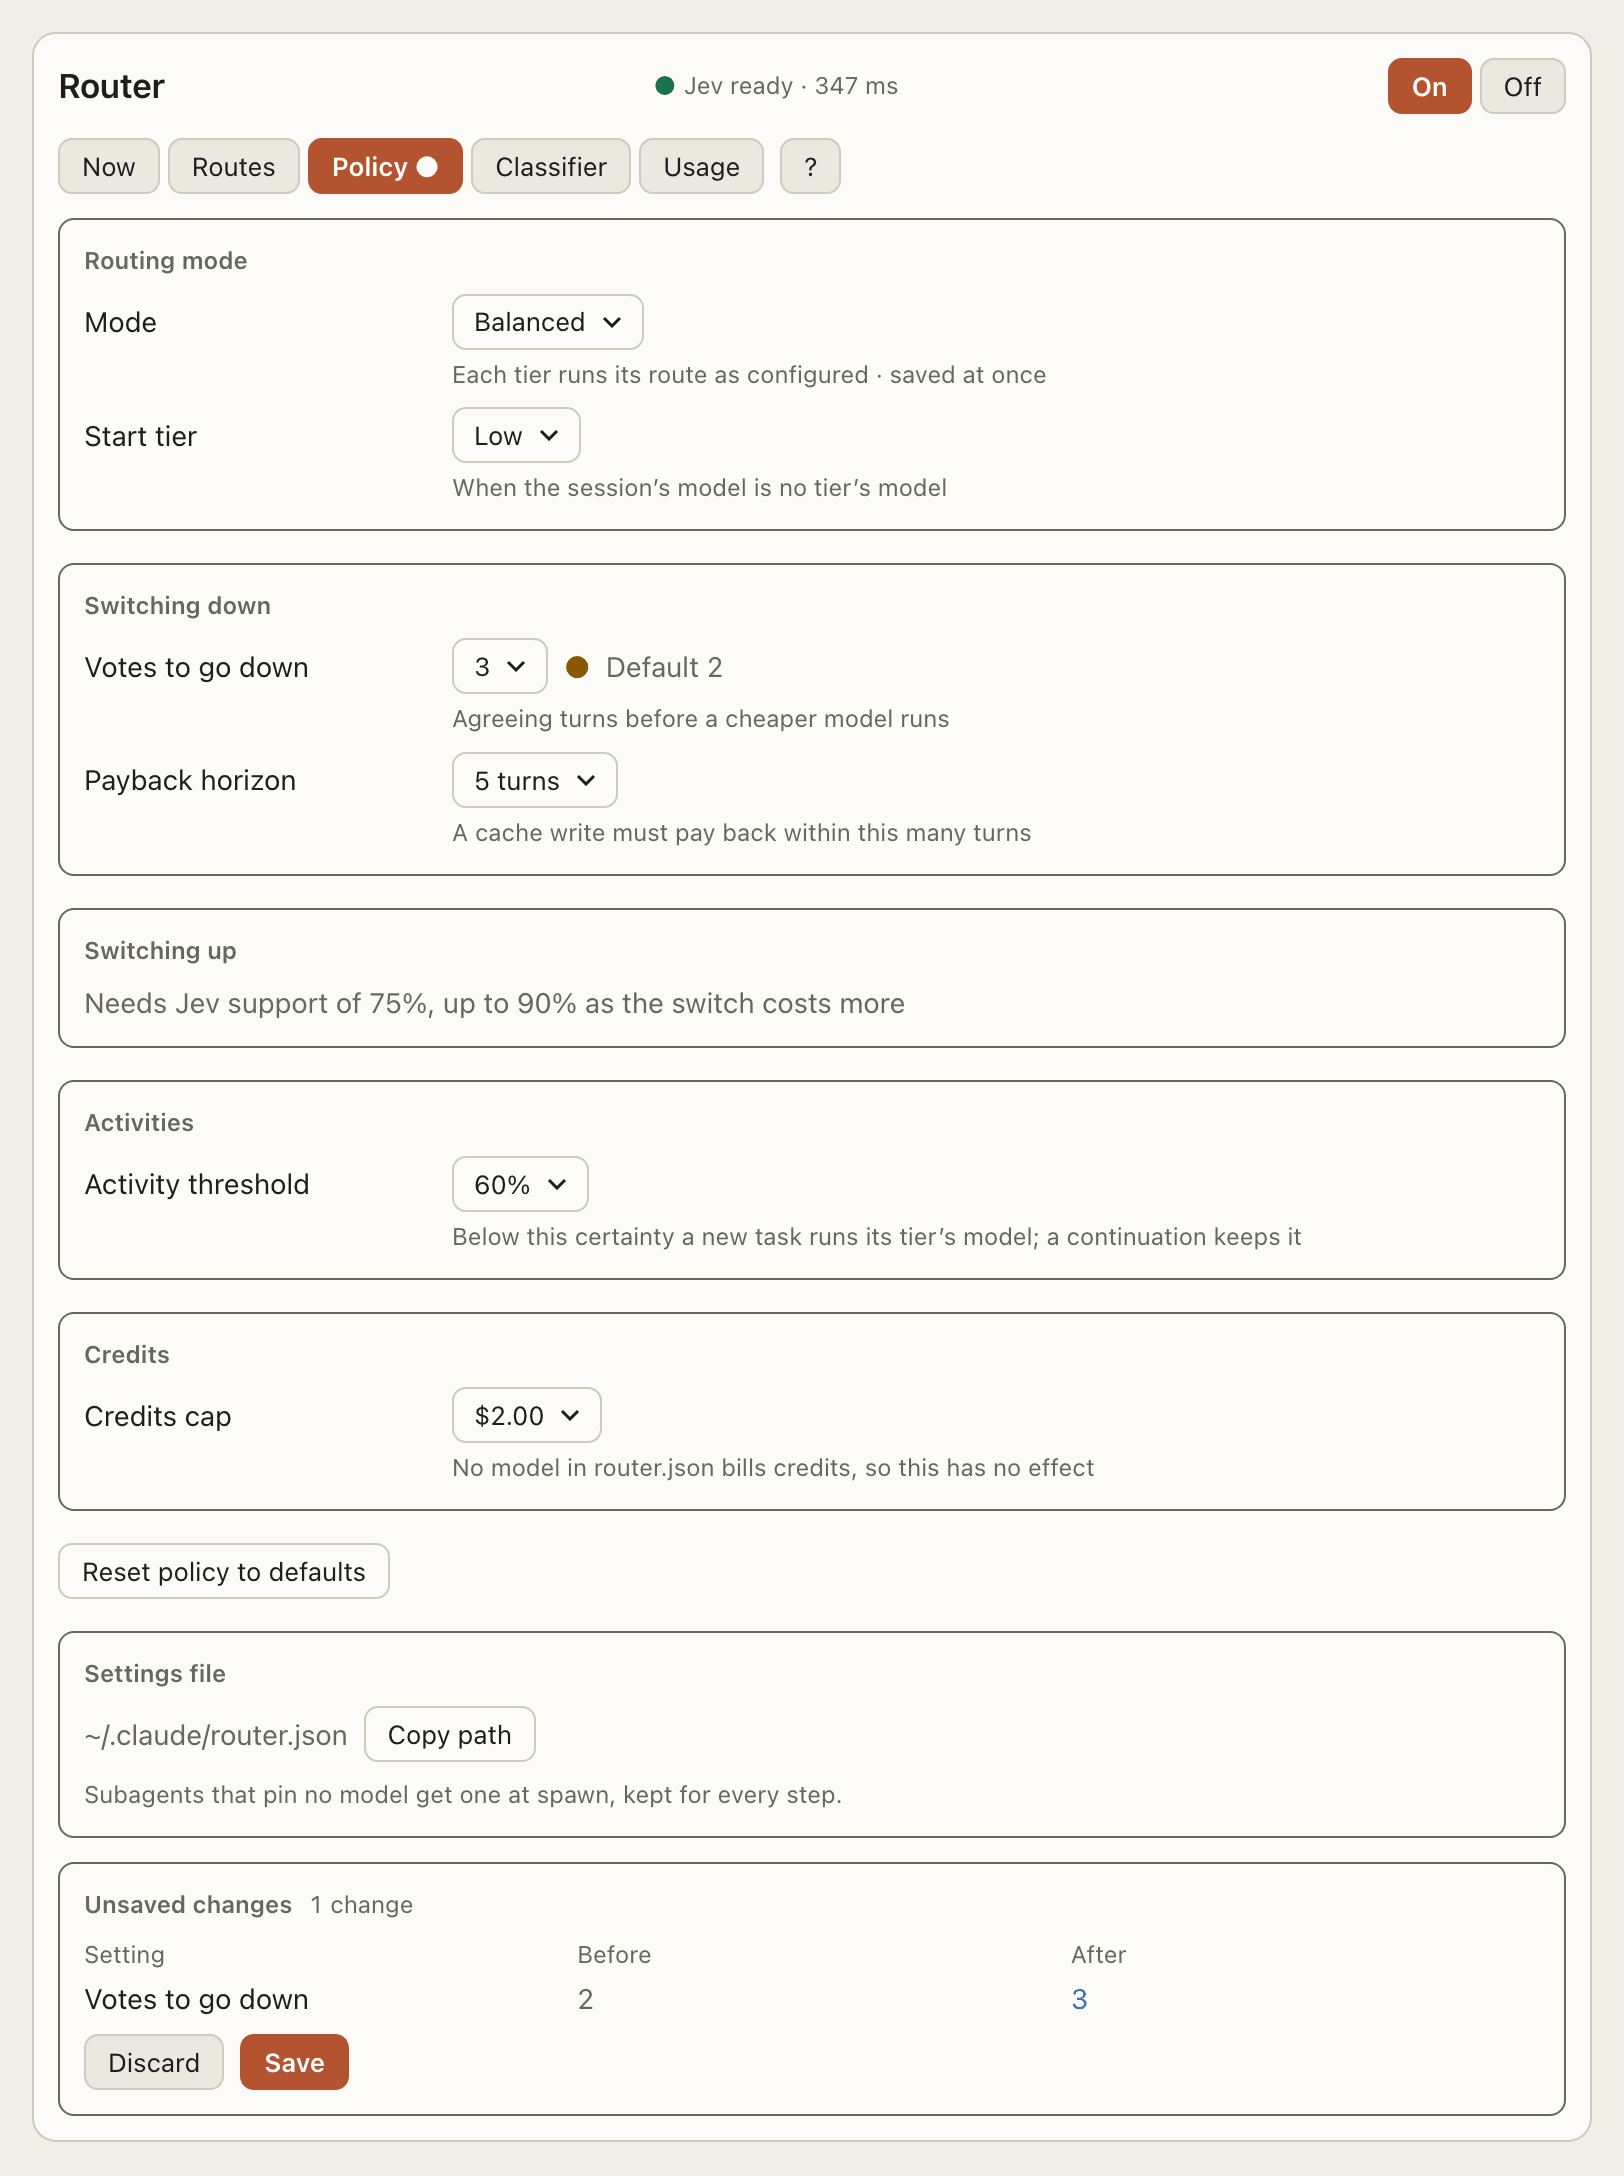 Router
Jev ready · 347 ms
On
Off
Now
Routes
Policy
Classifier
Usage
?
Routing mode
Mode
Balanced
Each tier runs its route as configured · saved at once
Start tier
Low
When the session’s model is no tier’s model
Switching down
Votes to go down
3
Default 2
Agreeing turns before a cheaper model runs
Payback horizon
5 turns
A cache write must pay back within this many turns
Switching up
Needs Jev support of 75%, up to 90% as the switch costs more
Activities
Activity threshold
60%
Below this certainty a new task runs its tier’s model; a continuation keeps it
Credits
Credits cap
$2.00
No model in router.json bills credits, so this has no effect
Reset policy to defaults
Settings file
~/.claude/router.json
Copy path
Subagents that pin no model get one at spawn, kept for every step.
Unsaved changes 1 change
Setting Before After
Votes to go down 2 3
Discard
Save